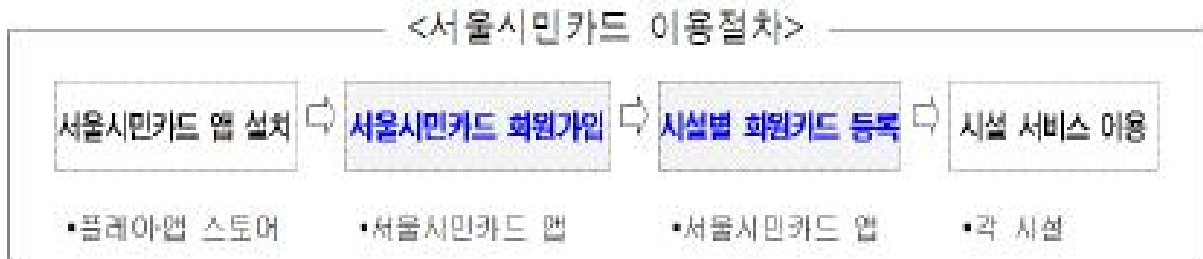 <서울시민카드 이용절차>
서울시민카드 앱 설치 ⇨ 서울시민카드 회원가입 ⇨ 시설별 회원카드 등록 ⇨ 시설 서비스 이용
•플레이·앱 스토어 •서울시민카드 앱 •서울시민카드 앱 •각 시설